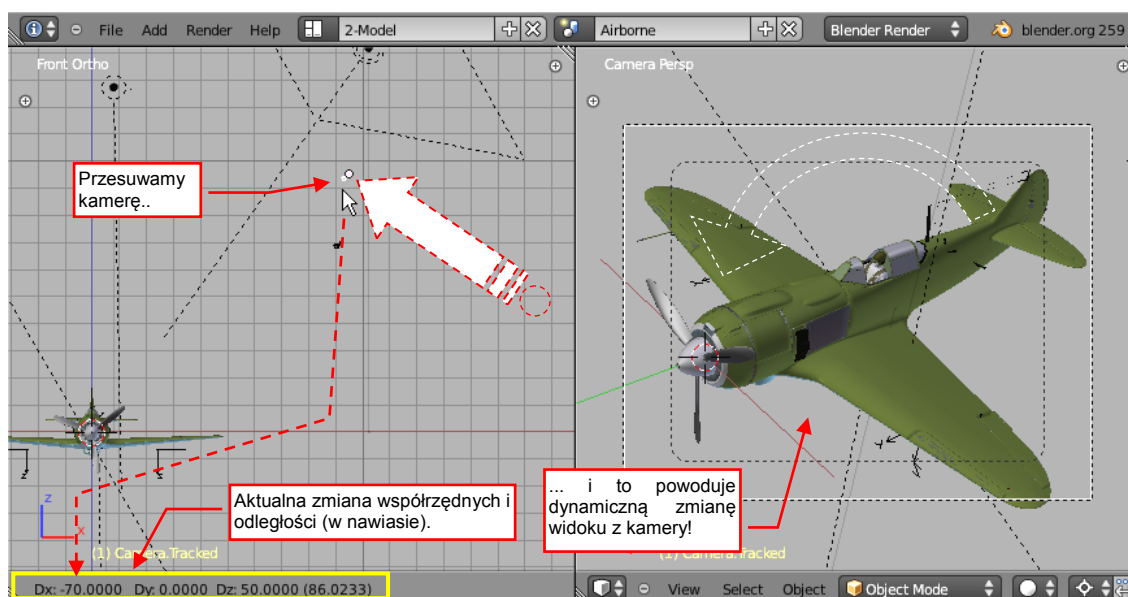 File Add Render Help 2-Model Airborne Blender Render blender.org 259
Front Ortho
Camera Persp
Przesuwamy
kamerę..
Aktualna zmiana współrzędnych i
odległości (w nawiasie).
... i to powoduje
dynamiczną zmianę
widoku z kamery!
z
x
(1) Camera.Tracked
(1) Camera.Tracked
Dx: -70.0000 Dy: 0.0000 Dz: 50.0000 (86.0233)
View Select Object Object Mode